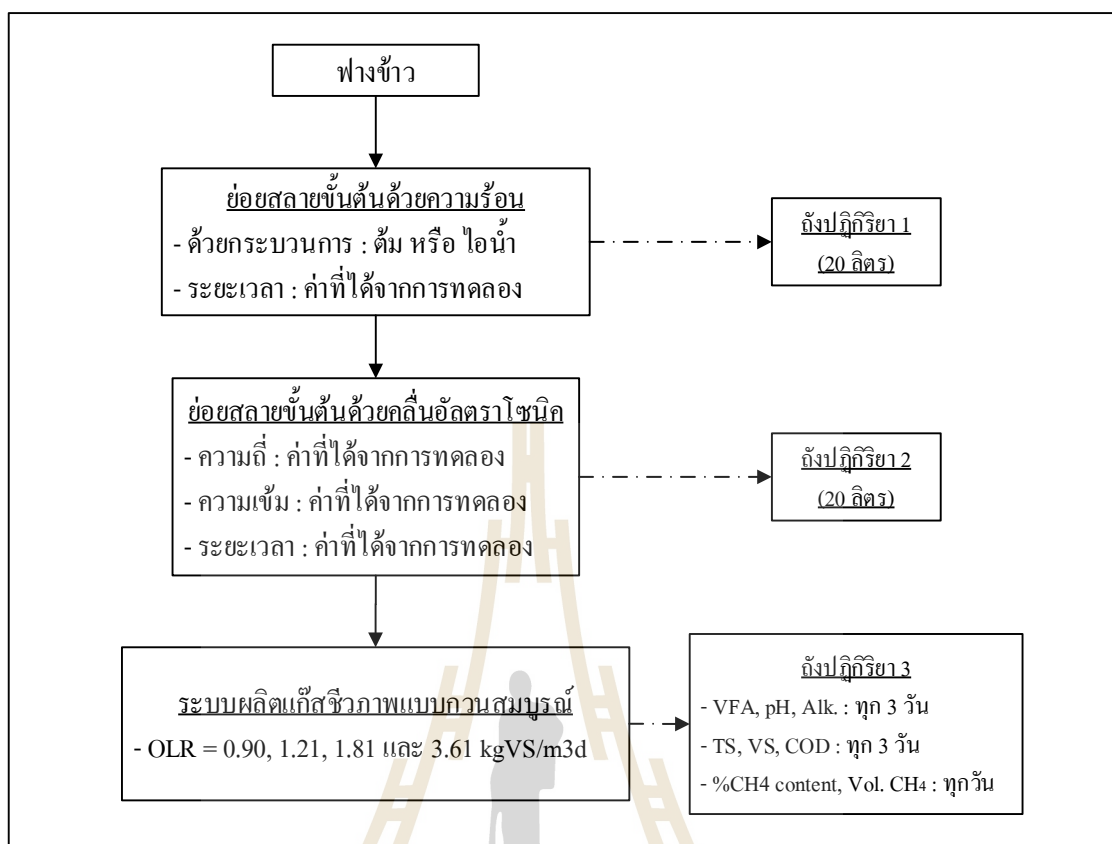 ฟางข้าว
ย่อยสลายขั้นต้นด้วยความร้อน
- ด้วยกระบวนการ : ต้ม หรือ ไอน้ำ
- ระยะเวลา : ค่าที่ได้จากการทดลอง
ถังปฏิกิริยา 1
(20 ลิตร)
ย่อยสลายขั้นต้นด้วยคลื่นอัลตราโซนิค
- ความถี่ : ค่าที่ได้จากการทดลอง
- ความเข้ม : ค่าที่ได้จากการทดลอง
- ระยะเวลา : ค่าที่ได้จากการทดลอง
ถังปฏิกิริยา 2
(20 ลิตร)
ระบบผลิตแก๊สชีวภาพแบบกวนสมบูรณ์
- OLR = 0.90, 1.21, 1.81 และ 3.61 kgVS/m3d
ถังปฏิกิริยา 3
- VFA, pH, Alk. : ทุก 3 วัน
- TS, VS, COD : ทุก 3 วัน
- %CH4 content, Vol. CH4 : ทุกวัน